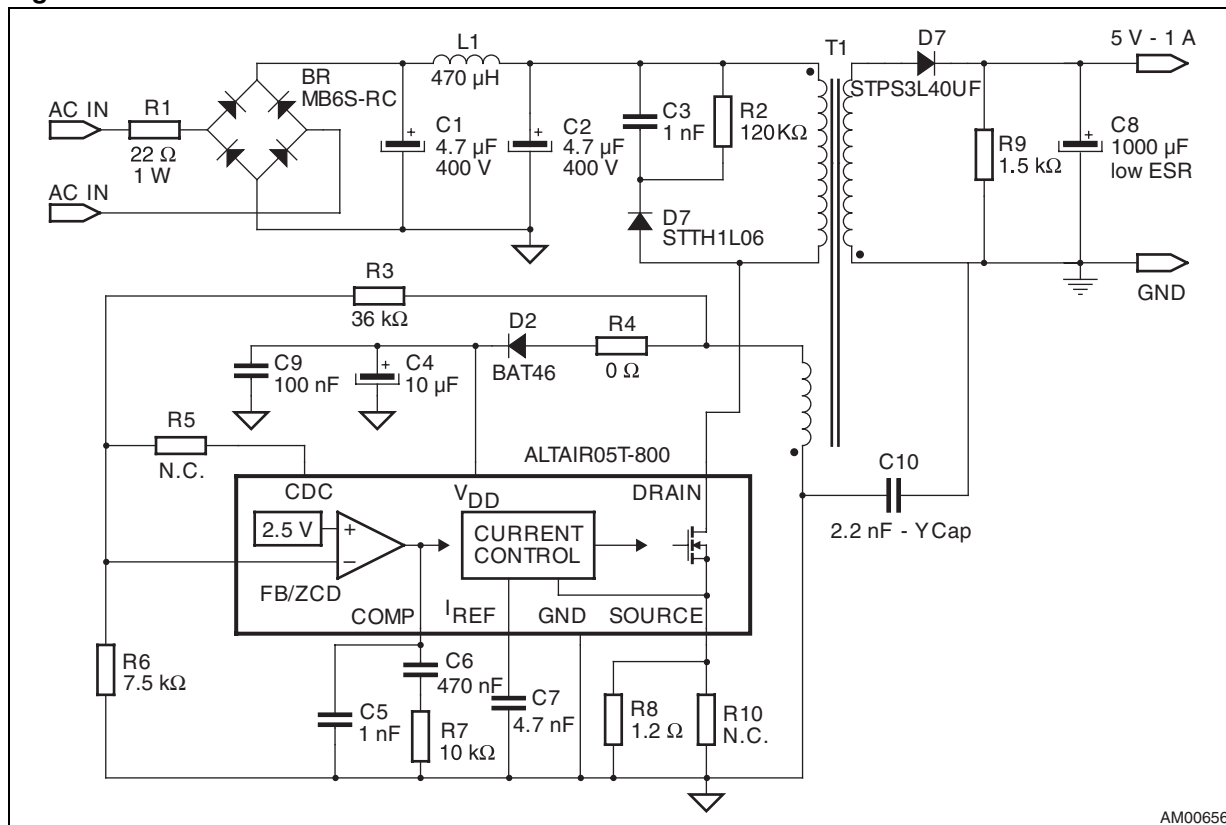 L1
470 µH
BR
MB6S-RC
AC IN
R1
22 Ω
1 W
AC IN
+
C1
4.7 µF
400 V
+
C2
4.7 µF
400 V
C3
1 nF
R2
120KΩ
D7
STTH1L06
T1
D7
STPS3L40UF
5 V - 1 A
R9
1.5 kΩ
+
C8
1000 µF
low ESR
GND
R3
36 kΩ
D2
BAT46
R4
0 Ω
C9
100 nF
+
C4
10 µF
R5
N.C.
ALTAIR05T-800
C10
2.2 nF - Y Cap
CDC
VDD
DRAIN
2.5 V
+
−
CURRENT
CONTROL
FB/ZCD
COMP
IREF
GND
SOURCE
R6
7.5 kΩ
C5
1 nF
C6
470 nF
R7
10 kΩ
C7
4.7 nF
R8
1.2 Ω
R10
N.C.
AM00656